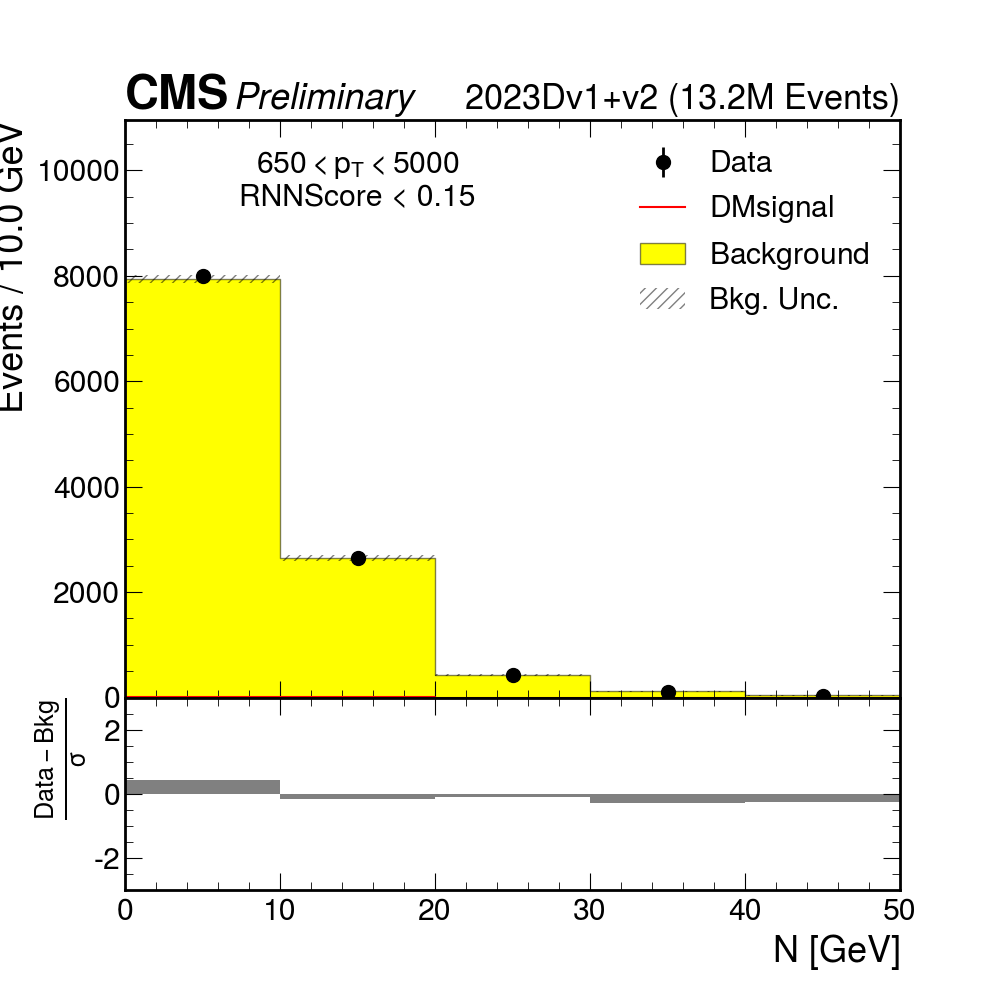 CMS Preliminary 2023Dv1+v2 (13.2M Events)
Events / 10.0 GeV
650 < pT < 5000
RNNScore < 0.15
Data
DMsignal
Background
Bkg. Unc.
10000
8000
6000
4000
2000
0
Data – Bkg
σ
2
0
-2
0 10 20 30 40 50
N [GeV]